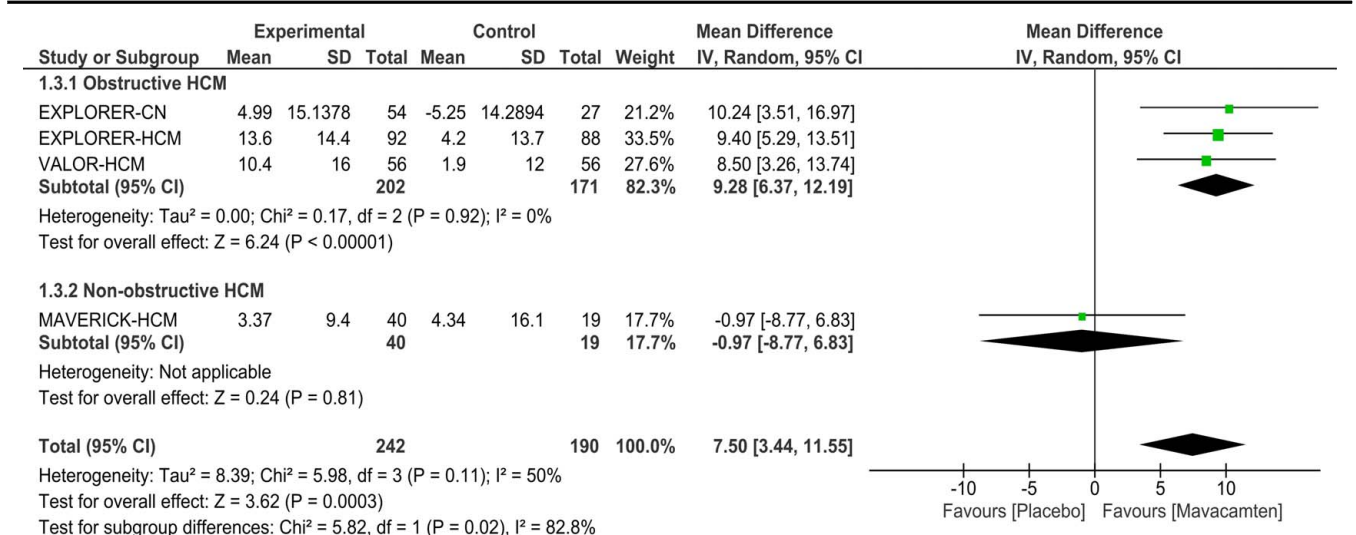 Experimental Control Mean Difference Mean Difference
Study or Subgroup Mean SD Total Mean SD Total Weight IV, Random, 95% CI IV, Random, 95% CI
1.3.1 Obstructive HCM
EXPLORER-CN 4.99 15.1378 54 -5.25 14.2894 27 21.2% 10.24 [3.51, 16.97]
EXPLORER-HCM 13.6 14.4 92 4.2 13.7 88 33.5% 9.40 [5.29, 13.51]
VALOR-HCM 10.4 16 56 1.9 12 56 27.6% 8.50 [3.26, 13.74]
Subtotal (95% CI) 202 171 82.3% 9.28 [6.37, 12.19]
Heterogeneity: Tau² = 0.00; Chi² = 0.17, df = 2 (P = 0.92); I² = 0%
Test for overall effect: Z = 6.24 (P < 0.00001)
1.3.2 Non-obstructive HCM
MAVERICK-HCM 3.37 9.4 40 4.34 16.1 19 17.7% -0.97 [-8.77, 6.83]
Subtotal (95% CI) 40 19 17.7% -0.97 [-8.77, 6.83]
Heterogeneity: Not applicable
Test for overall effect: Z = 0.24 (P = 0.81)
Total (95% CI) 242 190 100.0% 7.50 [3.44, 11.55]
Heterogeneity: Tau² = 8.39; Chi² = 5.98, df = 3 (P = 0.11); I² = 50%
Test for overall effect: Z = 3.62 (P = 0.0003)
Test for subgroup differences: Chi² = 5.82, df = 1 (P = 0.02), I² = 82.8%
-10 -5 0 5 10
Favours [Placebo] Favours [Mavacamten]